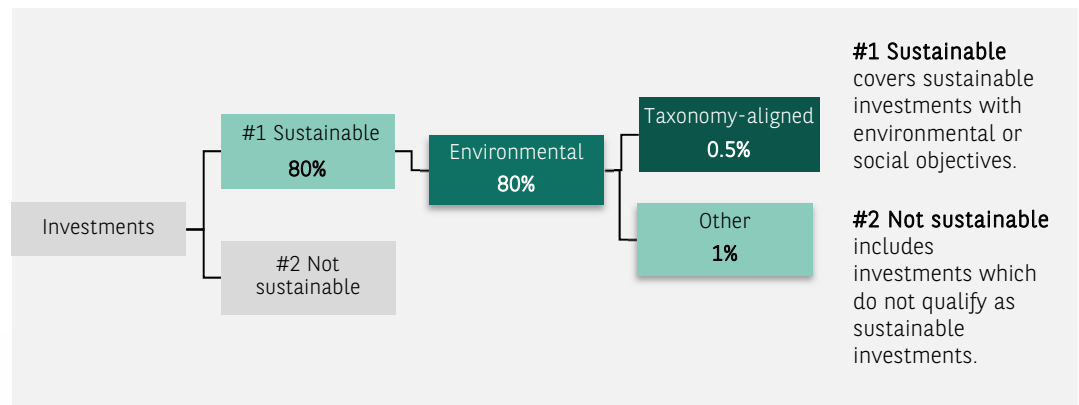 Investments
#1 Sustainable
80%
#2 Not
sustainable
Environmental
80%
Taxonomy-aligned
0.5%
Other
1%
#1 Sustainable
covers sustainable
investments with
environmental or
social objectives.
#2 Not sustainable
includes
investments which
do not qualify as
sustainable
investments.